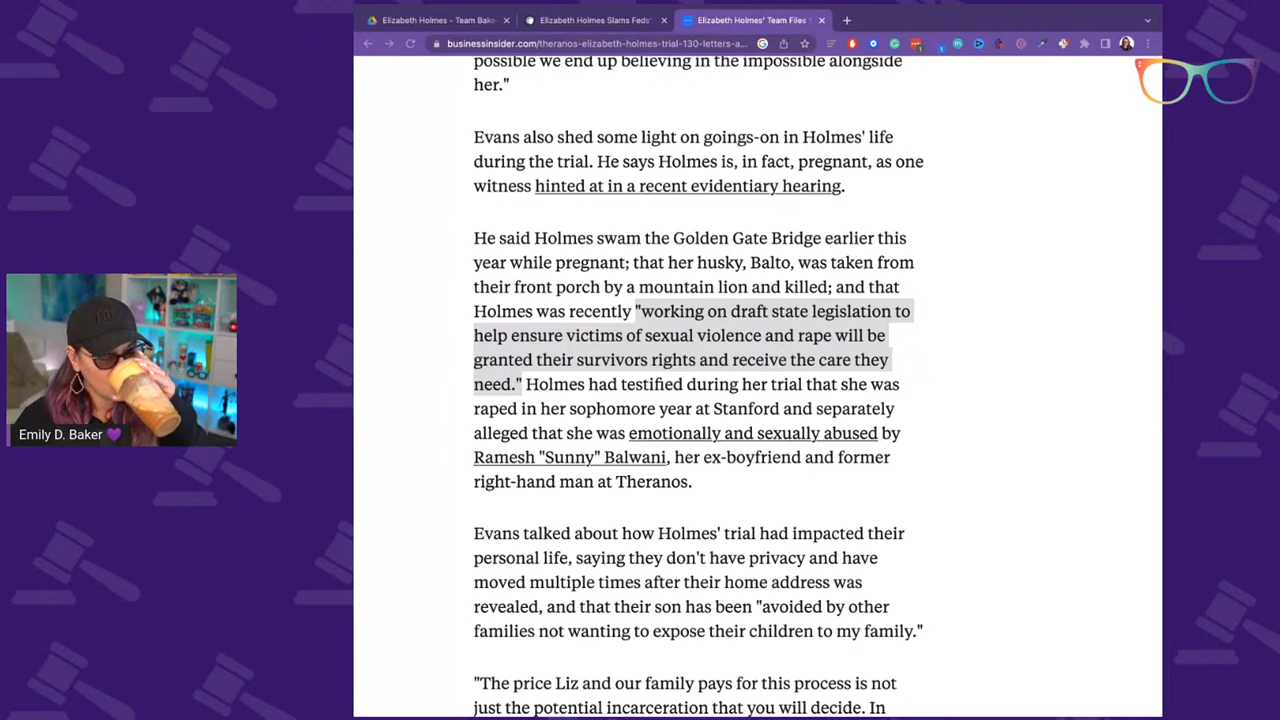 Elizabeth Holmes - Team Bake
Elizabeth Holmes Slams Feds'
Elizabeth Holmes' Team Files
businessinsider.com/theranos-elizabeth-holmes-trial-130-letters-a...
possible we end up believing in the impossible alongside
her."
Evans also shed some light on goings-on in Holmes' life
during the trial. He says Holmes is, in fact, pregnant, as one
witness hinted at in a recent evidentiary hearing.
He said Holmes swam the Golden Gate Bridge earlier this
year while pregnant; that her husky, Balto, was taken from
their front porch by a mountain lion and killed; and that
Holmes was recently "working on draft state legislation to
help ensure victims of sexual violence and rape will be
granted their survivors rights and receive the care they
need." Holmes had testified during her trial that she was
raped in her sophomore year at Stanford and separately
alleged that she was emotionally and sexually abused by
Ramesh "Sunny" Balwani, her ex-boyfriend and former
right-hand man at Theranos.
Evans talked about how Holmes' trial had impacted their
personal life, saying they don't have privacy and have
moved multiple times after their home address was
revealed, and that their son has been "avoided by other
families not wanting to expose their children to my family."
"The price Liz and our family pays for this process is not
just the potential incarceration that you will decide. In
Emily D. Baker 💜